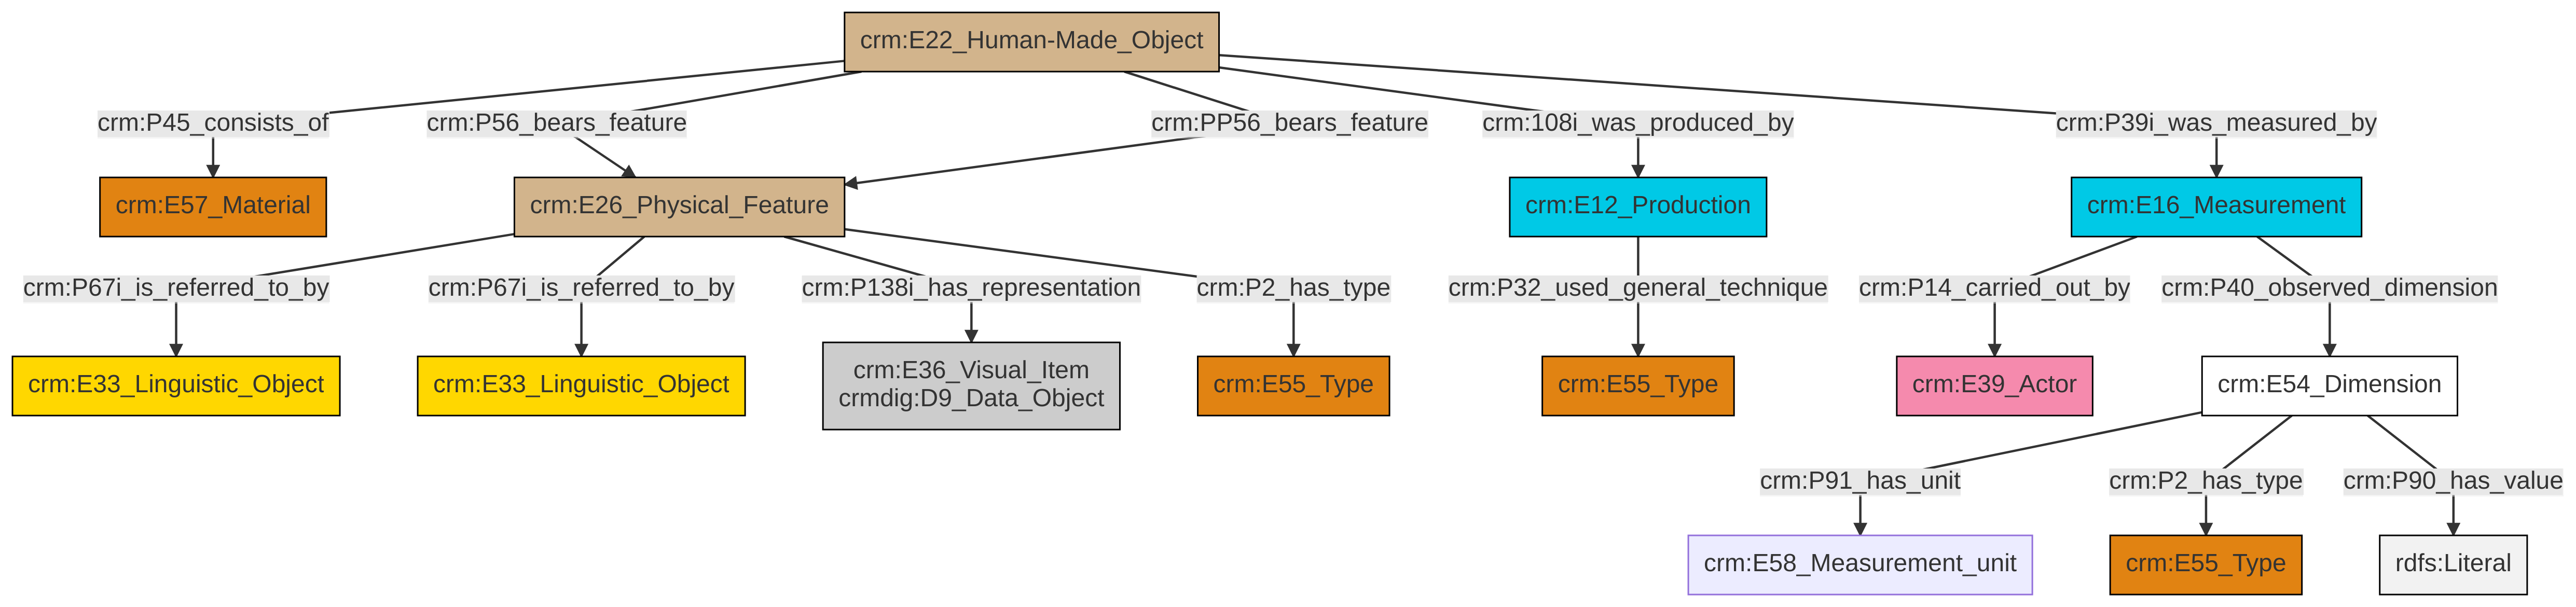 crm:E22_Human-Made_Object
crm:P45_consists_of
crm:P56_bears_feature
crm:PP56_bears_feature
crm:108i_was_produced_by
crm:P39i_was_measured_by
crm:E57_Material
crm:E26_Physical_Feature
crm:E12_Production
crm:E16_Measurement
crm:P67i_is_referred_to_by
crm:P67i_is_referred_to_by
crm:P138i_has_representation
crm:P2_has_type
crm:P32_used_general_technique
crm:P14_carried_out_by
crm:P40_observed_dimension
crm:E33_Linguistic_Object
crm:E33_Linguistic_Object
crm:E36_Visual_Item
crmdig:D9_Data_Object
crm:E55_Type
crm:E55_Type
crm:E39_Actor
crm:E54_Dimension
crm:P91_has_unit
crm:P2_has_type
crm:P90_has_value
crm:E58_Measurement_unit
crm:E55_Type
rdfs:Literal